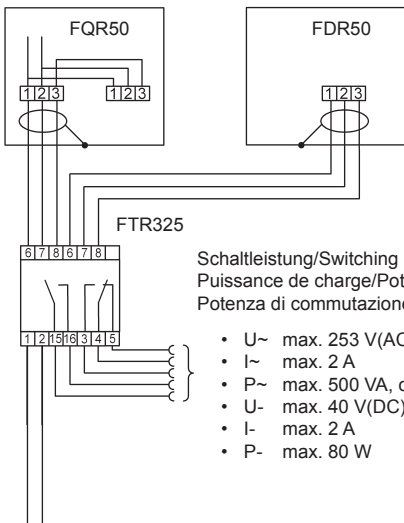 FQR50
FDR50
1 2 3
1 2 3
1 2 3
FTR325
6 7 8 6 7 8
Schaltleistung/Switching
Puissance de charge/Pot
Potenza di commutazione
1 2 15 16 3 4 5
• U~ max. 253 V(AC
• I~ max. 2 A
• P~ max. 500 VA, c
• U- max. 40 V(DC)
• I- max. 2 A
• P- max. 80 W